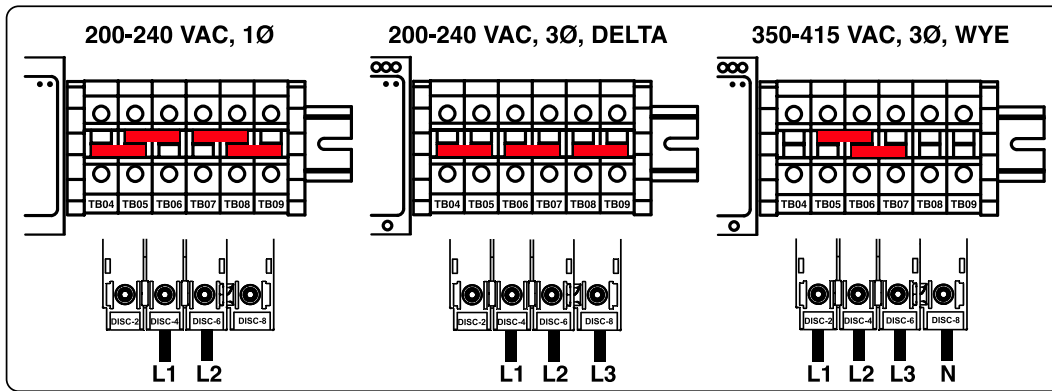 200-240 VAC, 1Ø
TB04 TB05 TB06 TB07 TB08 TB09
DISC-2 DISC-4 DISC-6 DISC-8
L1 L2
200-240 VAC, 3Ø, DELTA
TB04 TB05 TB06 TB07 TB08 TB09
DISC-2 DISC-4 DISC-6 DISC-8
L1 L2 L3
350-415 VAC, 3Ø, WYE
TB04 TB05 TB06 TB07 TB08 TB09
DISC-2 DISC-4 DISC-6 DISC-8
L1 L2 L3 N